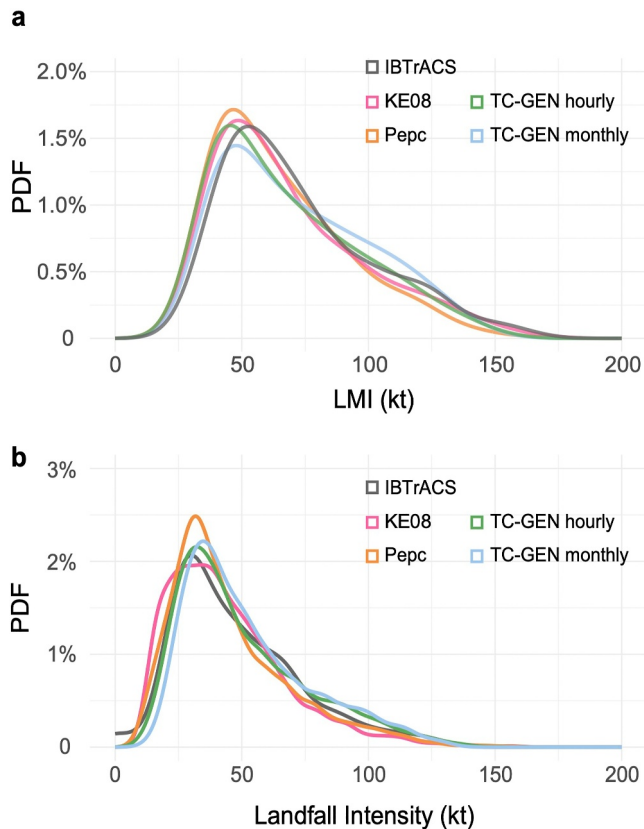 a
IBTrACS
KE08 TC-GEN hourly
Pepc TC-GEN monthly
2.0%
1.5%
1.0%
0.5%
0
PDF
0 50 100 150 200
LMI (kt)
b
IBTrACS
KE08 TC-GEN hourly
Pepc TC-GEN monthly
3%
2%
1%
0
PDF
0 50 100 150 200
Landfall Intensity (kt)